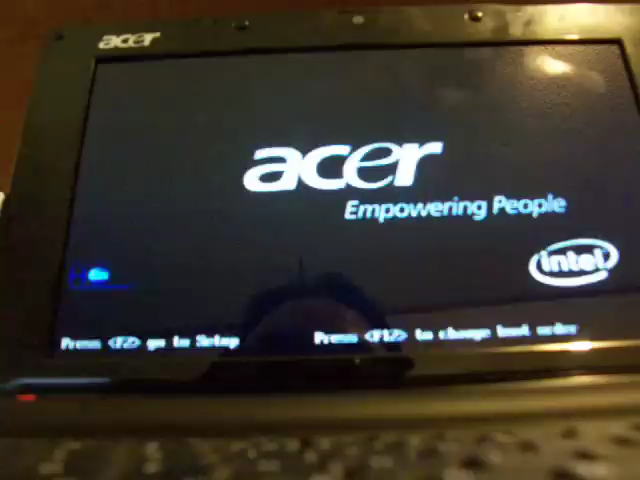 acer
acer
Empowering People
intel
Press <F2> go to Setup
Press <F12> to change boot order